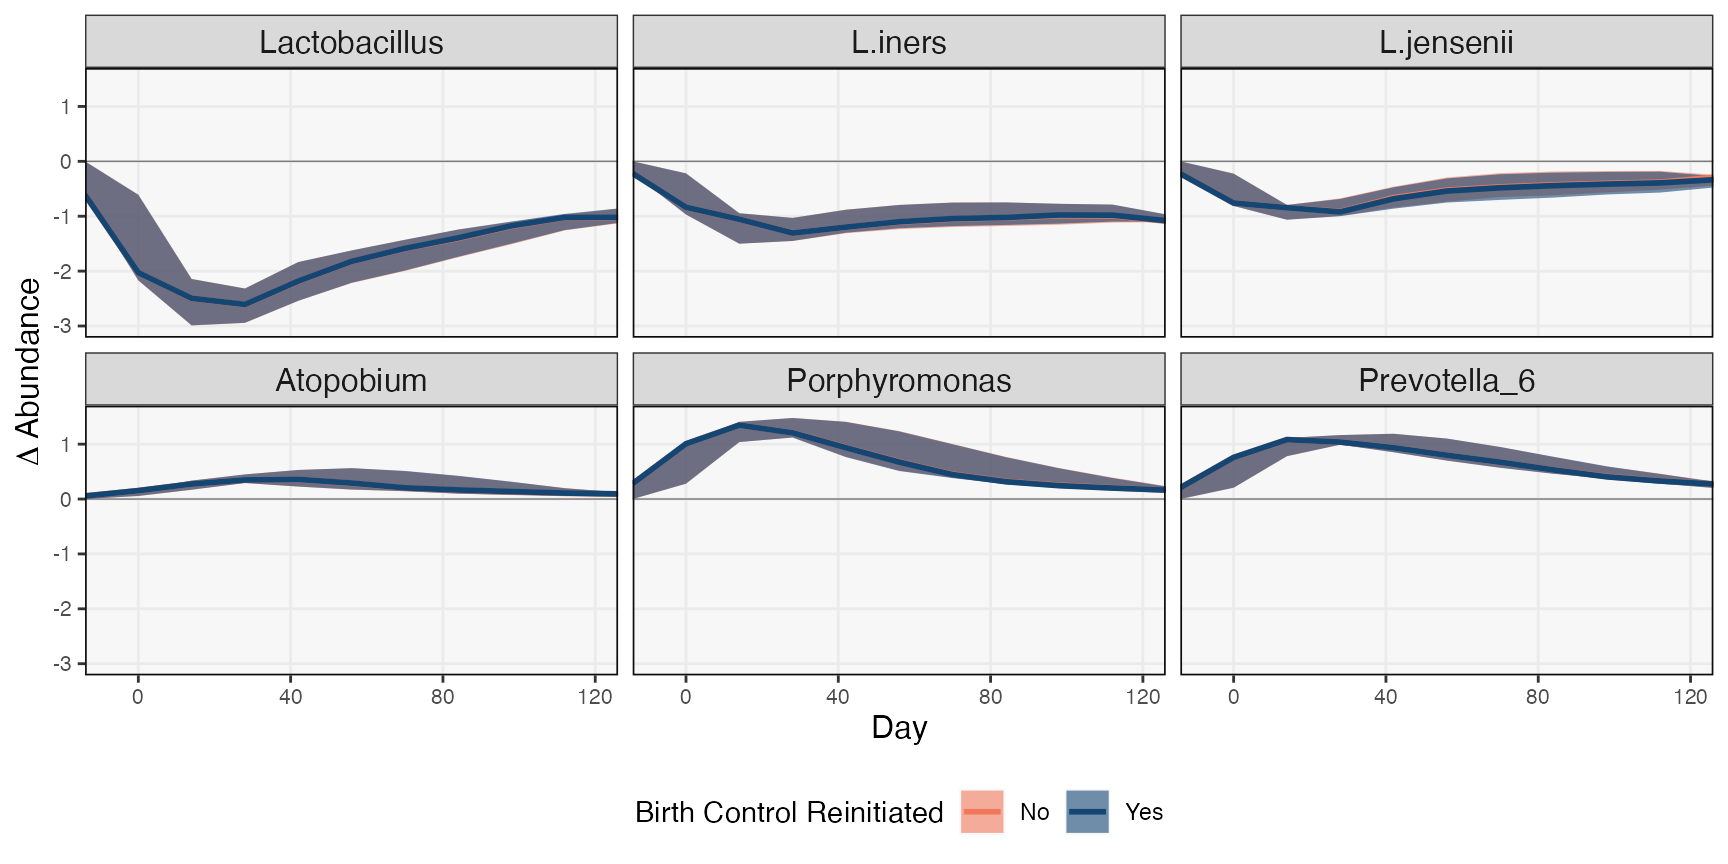 Lactobacillus
L.iners
L.jensenii
1
0
-1
-2
-3
Atopobium
Porphyromonas
Prevotella_6
1
0
-1
-2
-3
Δ Abundance
0 40 80 120
0 40 80 120
0 40 80 120
Day
Birth Control Reinitiated No Yes